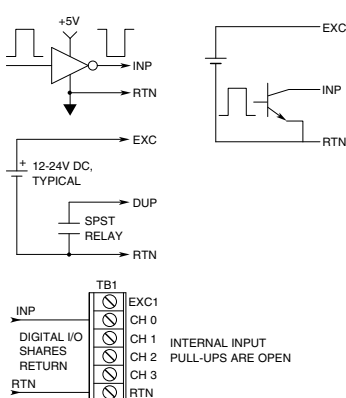 +5V
INP
RTN
EXC
INP
RTN
EXC
+ 12-24V DC,
TYPICAL
DUP
SPST
RELAY
RTN
TB1
INP
EXC1
CH 0
DIGITAL I/O
SHARES
RETURN
CH 1
CH 2
INTERNAL INPUT
PULL-UPS ARE OPEN
CH 3
RTN
RTN